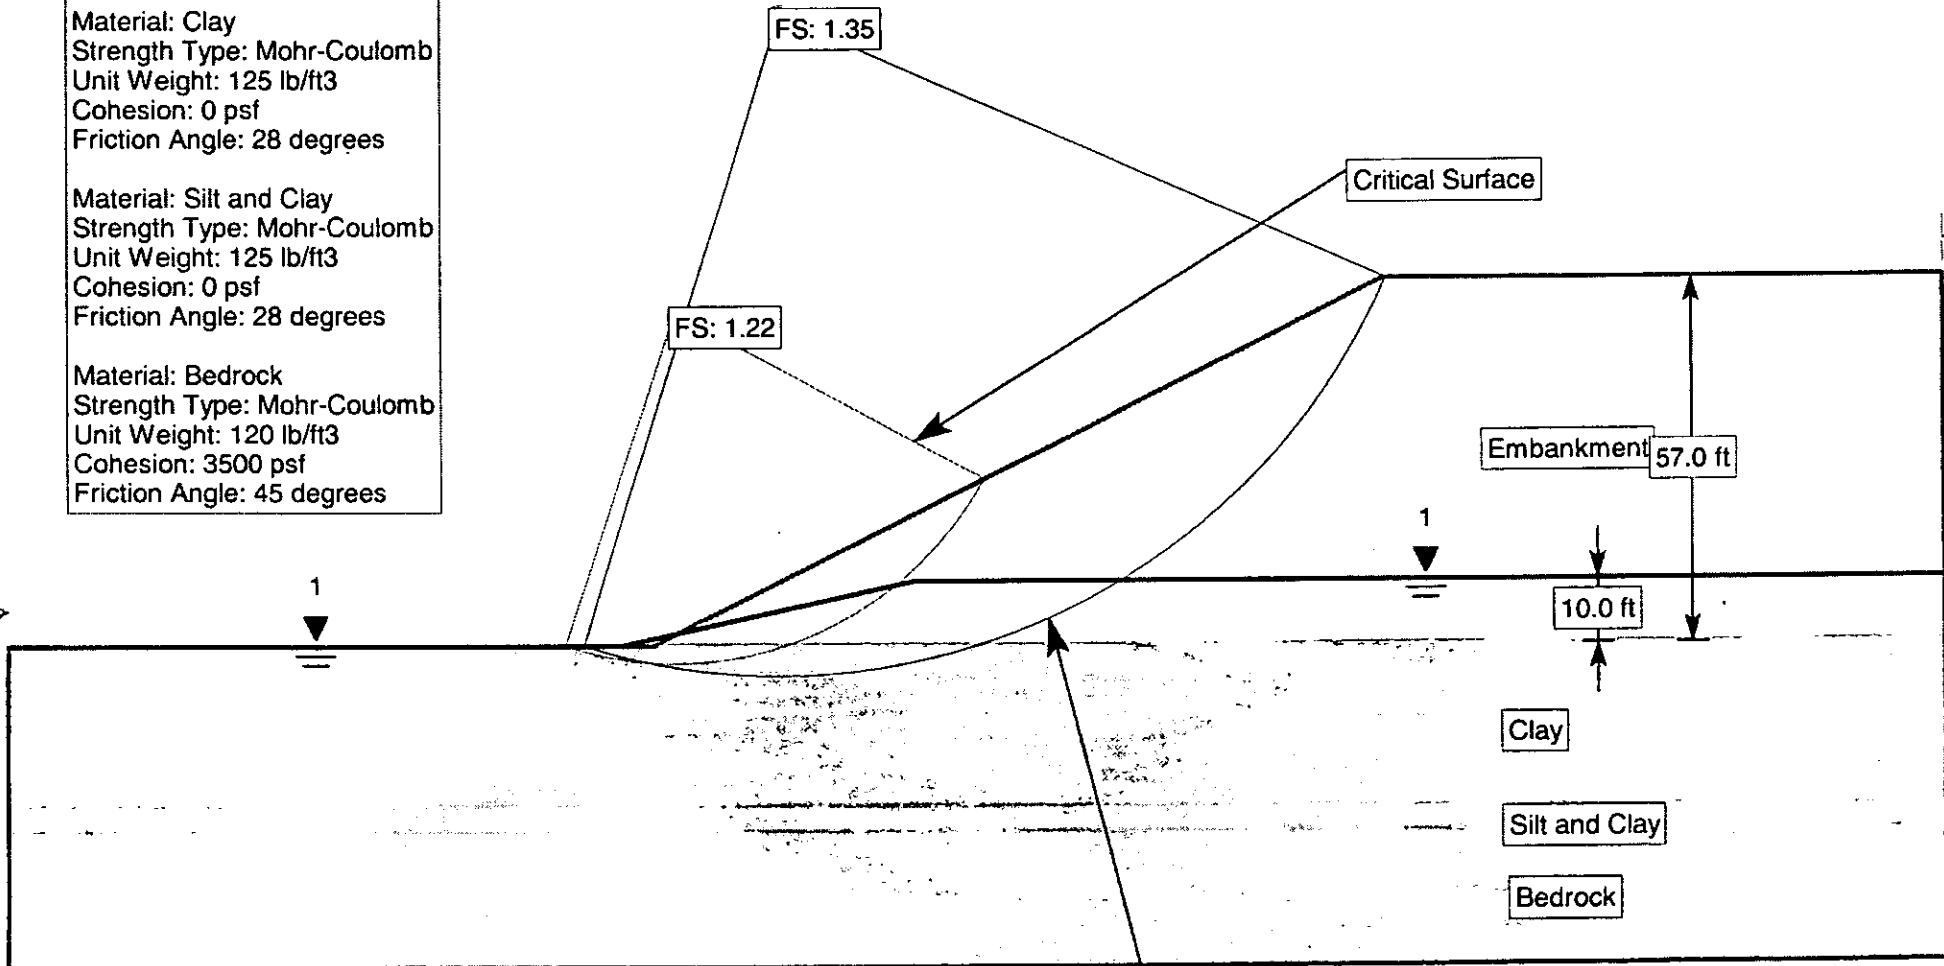 Material: Clay
Strength Type: Mohr-Coulomb
Unit Weight: 125 lb/ft3
Cohesion: 0 psf
Friction Angle: 28 degrees
Material: Silt and Clay
Strength Type: Mohr-Coulomb
Unit Weight: 125 lb/ft3
Cohesion: 0 psf
Friction Angle: 28 degrees
Material: Bedrock
Strength Type: Mohr-Coulomb
Unit Weight: 120 lb/ft3
Cohesion: 3500 psf
Friction Angle: 45 degrees
FS: 1.35
Critical Surface
FS: 1.22
Embankment
57.0 ft
1
1
10.0 ft
Clay
Silt and Clay
Bedrock